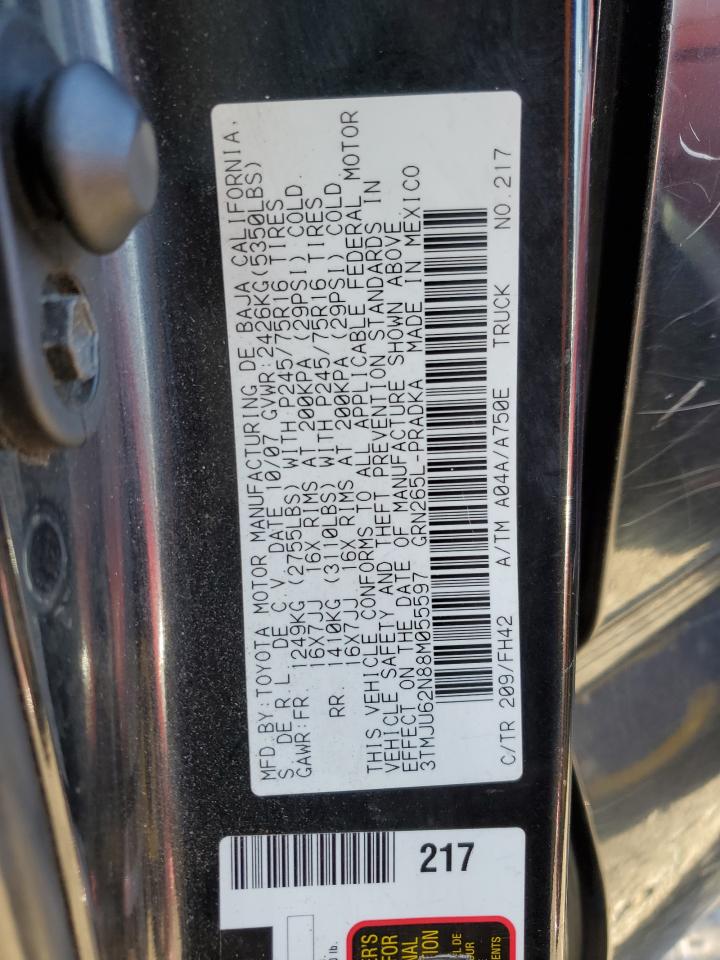 MFD.BY:TOYOTA MOTOR MANUFACTURING DE BAJA CALIFORNIA,
S. DE R. L. DE C.V. DATE 10/07 GVWR:2426KG(5350LBS)
GAWR:FR. 1249KG (2755LBS) WITH P245/75R16 TIRES
16X7JJ 16X RIMS AT 200KPA (29PSI) COLD.
RR. 1410KG (3110LBS) WITH P245/75R16 TIRES
16X7JJ 16X RIMS AT 200KPA (29PSI) COLD.
THIS VEHICLE CONFORMS TO ALL APPLICABLE FEDERAL MOTOR
VEHICLE SAFETY AND THEFT PREVENTION STANDARDS IN
EFFECT ON THE DATE OF MANUFACTURE SHOWN ABOVE
3TMJU62N88M055597 GRN265L-PRADKA MADE IN MEXICO
C/TR 209/FH42 A/TM A04A/A750E TRUCK NO.217
217